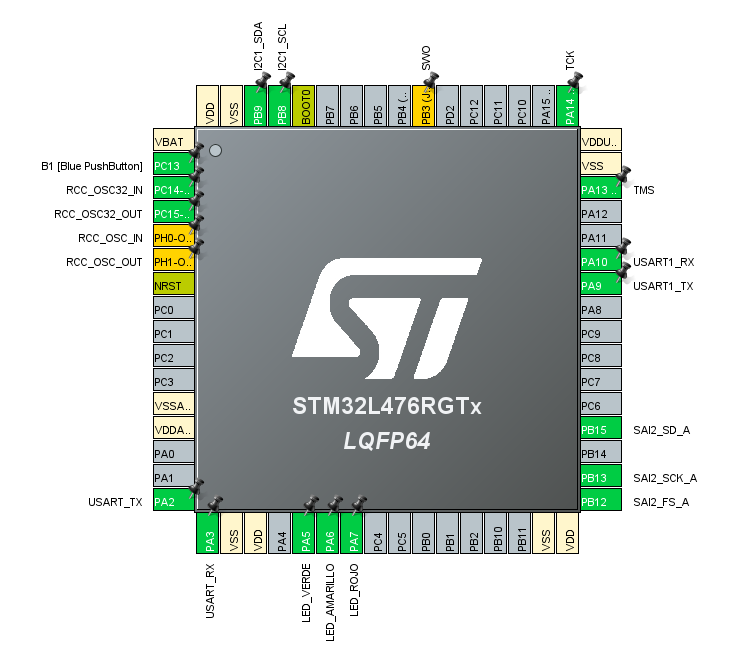 I2C1_SDA
I2C1_SCL
SWO
TCK
VDD
VSS
PB9
PB8
BOOT0
PB7
PB6
PB5
PB4 (..
PB3 (J..
PD2
PC12
PC11
PC10
PA15 ..
PA14 ..
VBAT
B1 [Blue PushButton] PC13
RCC_OSC32_IN PC14-..
RCC_OSC32_OUT PC15-..
RCC_OSC_IN PH0-O..
RCC_OSC_OUT PH1-O..
NRST
PC0
PC1
PC2
PC3
VSSA..
VDDA..
PA0
PA1
USART_TX PA2
VDDU..
VSS
PA13 .. TMS
PA12
PA11
PA10 USART1_RX
PA9 USART1_TX
PA8
PC9
PC8
PC7
PC6
PB15 SAI2_SD_A
PB14
PB13 SAI2_SCK_A
PB12 SAI2_FS_A
STM32L476RGTx
LQFP64
PA3
VSS
VDD
PA4
PA5
PA6
PA7
PC4
PC5
PB0
PB1
PB2
PB10
PB11
VSS
VDD
USART_RX
LED_VERDE
LED_AMARILLO
LED_ROJO